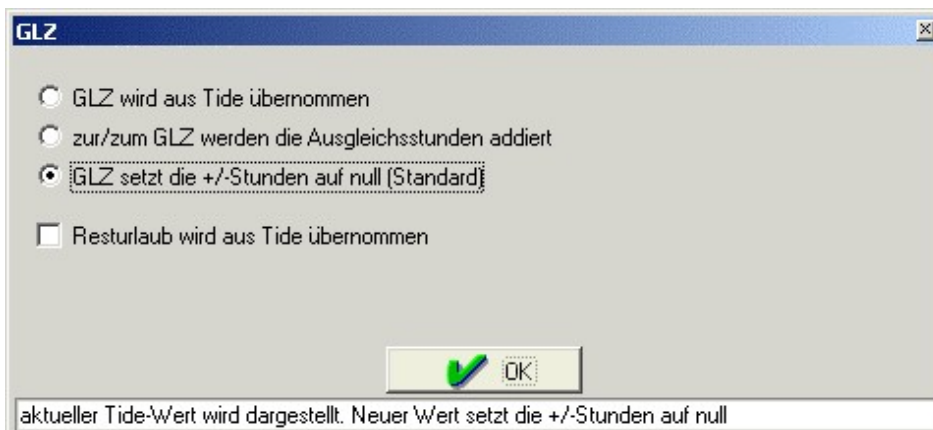 GLZ
GLZ wird aus Tide übernommen
zur/zum GLZ werden die Ausgleichsstunden addiert
GLZ setzt die +/-Stunden auf null (Standard)
Resturlaub wird aus Tide übernommen
OK
aktueller Tide-Wert wird dargestellt. Neuer Wert setzt die +/-Stunden auf null